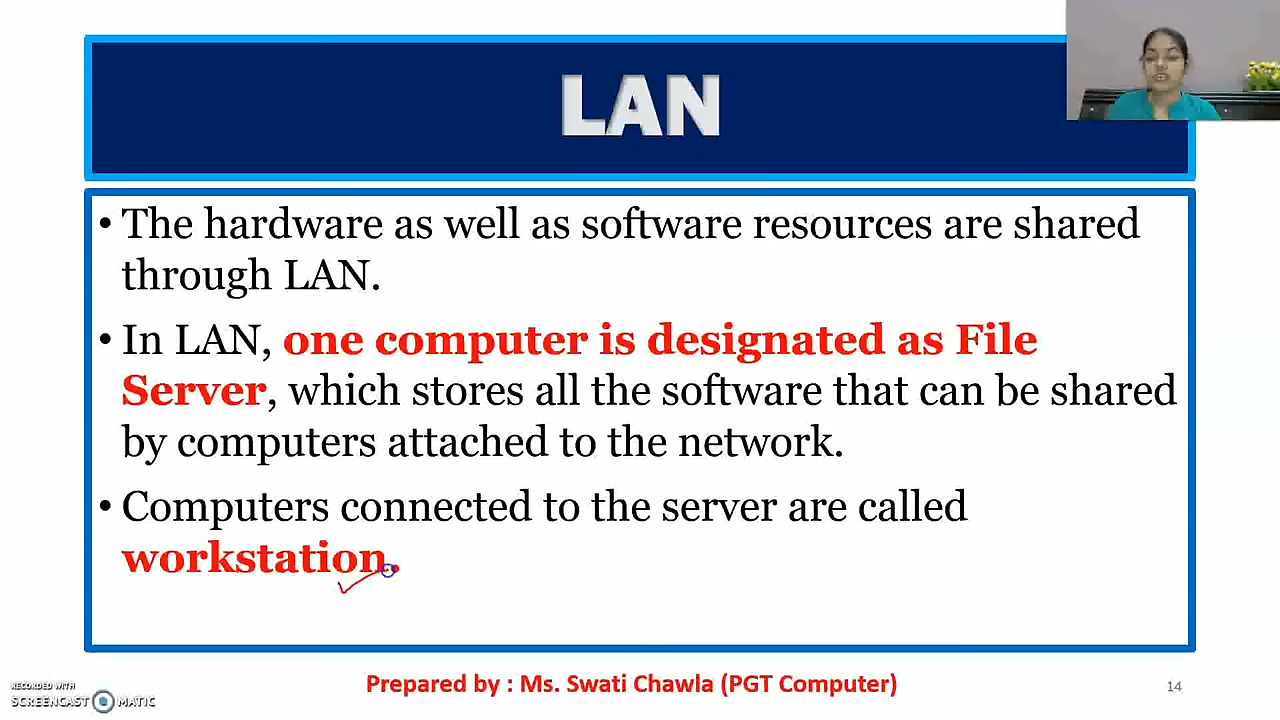 LAN
• The hardware as well as software resources are shared
through LAN.
• In LAN, one computer is designated as File
Server, which stores all the software that can be shared
by computers attached to the network.
• Computers connected to the server are called
workstation.
Prepared by : Ms. Swati Chawla (PGT Computer)
14
RECORDED WITH
SCREENCAST MATIC